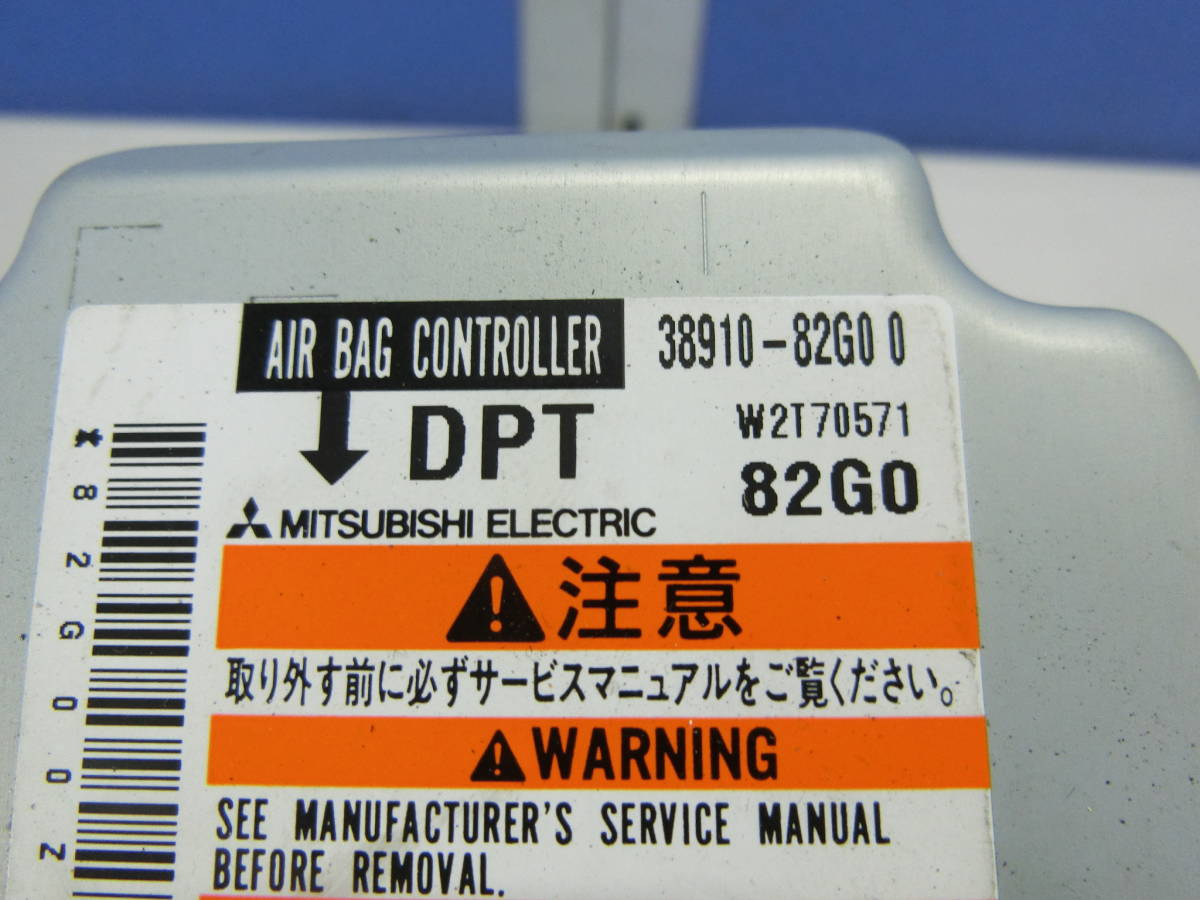 AIR BAG CONTROLLER 38910-82G0 0
DPT W2T70571
82G0
MITSUBISHI ELECTRIC
注意
取り外す前に必ずサービスマニュアルをご覧ください。
WARNING
SEE MANUFACTURER'S SERVICE MANUAL
BEFORE REMOVAL.
*82G00Z